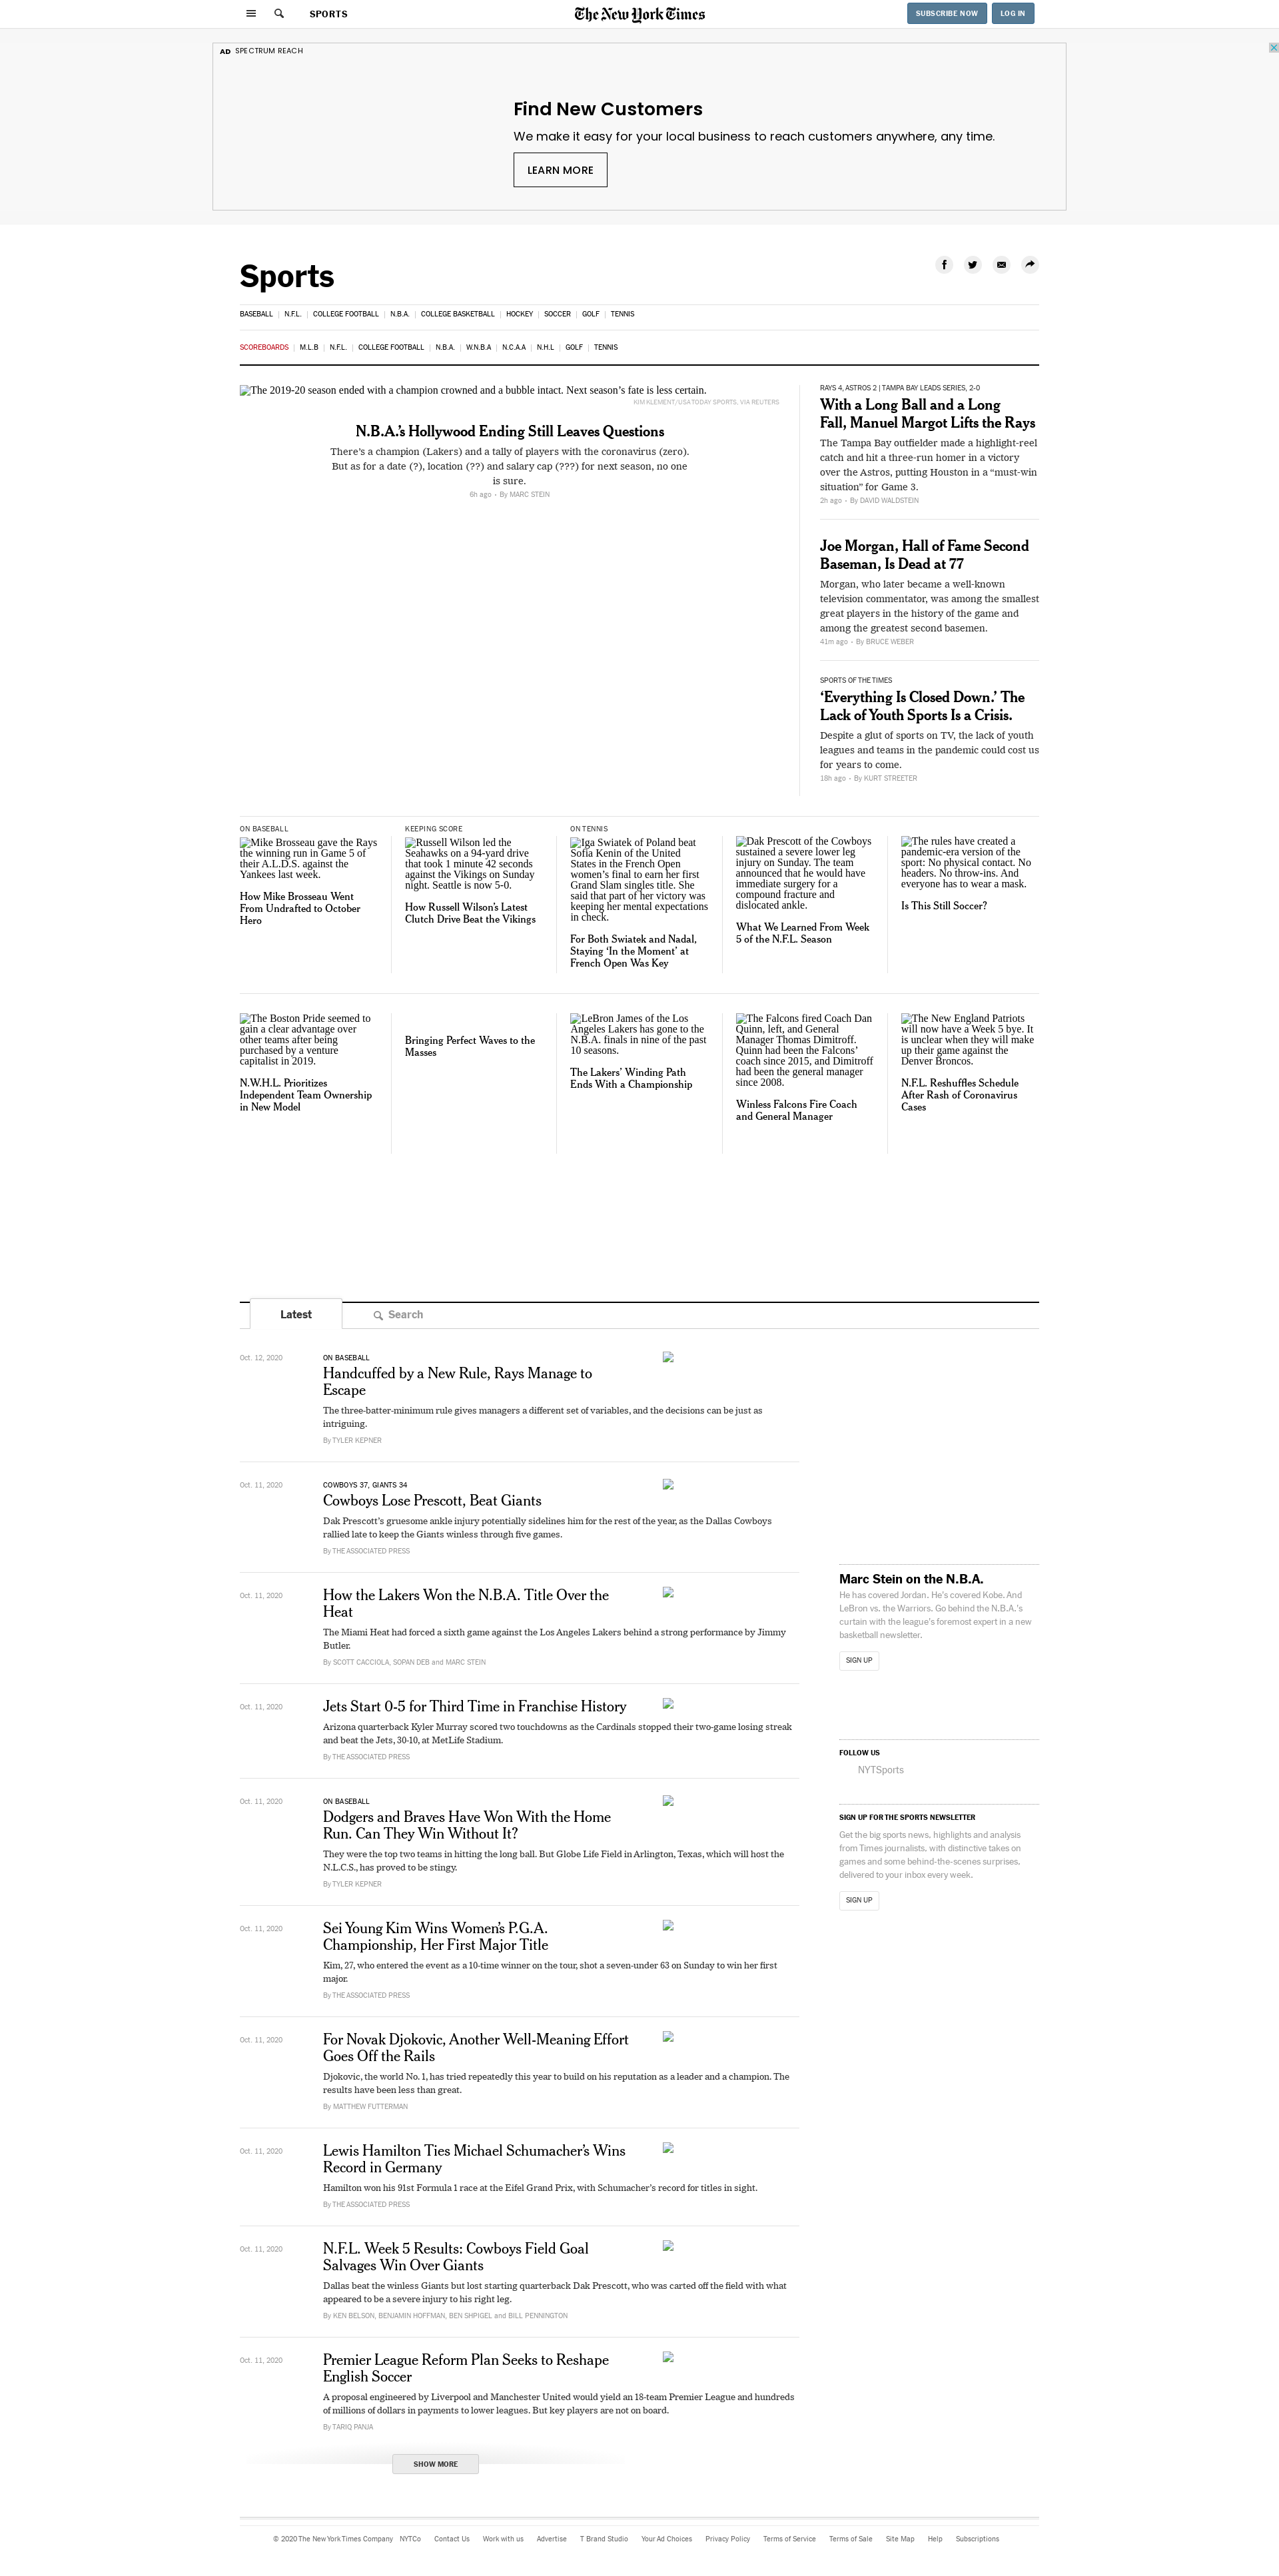 SPORTS
The New York Times
SUBSCRIBE NOW
LOG IN
AD SPECTRUM REACH
Find New Customers
We make it easy for your local business to reach customers anywhere, any time.
LEARN MORE
Sports
BASEBALL | N.F.L. | COLLEGE FOOTBALL | N.B.A. | COLLEGE BASKETBALL | HOCKEY | SOCCER | GOLF | TENNIS
SCOREBOARDS | M.L.B | N.F.L. | COLLEGE FOOTBALL | N.B.A. | W.N.B.A | N.C.A.A | N.H.L | GOLF | TENNIS
The 2019-20 season ended with a champion crowned and a bubble intact. Next season's fate is less certain.
KIM KLEMENT/USA TODAY SPORTS, VIA REUTERS
N.B.A.’s Hollywood Ending Still Leaves Questions
There’s a champion (Lakers) and a tally of players with the coronavirus (zero).
But as for a date (?), location (??) and salary cap (???) for next season, no one
is sure.
6h ago • By MARC STEIN
RAYS 4, ASTROS 2 | TAMPA BAY LEADS SERIES, 2-0
With a Long Ball and a Long
Fall, Manuel Margot Lifts the Rays
The Tampa Bay outfielder made a highlight-reel
catch and hit a three-run homer in a victory
over the Astros, putting Houston in a “must-win
situation” for Game 3.
2h ago • By DAVID WALDSTEIN
Joe Morgan, Hall of Fame Second
Baseman, Is Dead at 77
Morgan, who later became a well-known
television commentator, was among the smallest
great players in the history of the game and
among the greatest second basemen.
41m ago • By BRUCE WEBER
SPORTS OF THE TIMES
‘Everything Is Closed Down.’ The
Lack of Youth Sports Is a Crisis.
Despite a glut of sports on TV, the lack of youth
leagues and teams in the pandemic could cost us
for years to come.
18h ago • By KURT STREETER
ON BASEBALL
Mike Brosseau gave the Rays
the winning run in Game 5 of
their A.L.D.S. against the
Yankees last week.
How Mike Brosseau Went
From Undrafted to October
Hero
KEEPING SCORE
Russell Wilson led the
Seahawks on a 94-yard drive
that took 1 minute 42 seconds
against the Vikings on Sunday
night. Seattle is now 5-0.
How Russell Wilson’s Latest
Clutch Drive Beat the Vikings
ON TENNIS
Iga Swiatek of Poland beat
Sofia Kenin of the United
States in the French Open
women’s final to earn her first
Grand Slam singles title. She
said that part of her victory was
keeping her mental expectations
in check.
For Both Swiatek and Nadal,
Staying ‘In the Moment’ at
French Open Was Key
Dak Prescott of the Cowboys
sustained a severe lower leg
injury on Sunday. The team
announced that he would have
immediate surgery for a
compound fracture and
dislocated ankle.
What We Learned From Week
5 of the N.F.L. Season
The rules have created a
pandemic-era version of the
sport: No physical contact. No
headers. No throw-ins. And
everyone has to wear a mask.
Is This Still Soccer?
The Boston Pride seemed to
gain a clear advantage over
other teams after being
purchased by a venture
capitalist in 2019.
N.W.H.L. Prioritizes
Independent Team Ownership
in New Model
Bringing Perfect Waves to the
Masses
LeBron James of the Los
Angeles Lakers has gone to the
N.B.A. finals in nine of the past
10 seasons.
The Lakers’ Winding Path
Ends With a Championship
The Falcons fired Coach Dan
Quinn, left, and General
Manager Thomas Dimitroff.
Quinn had been the Falcons’
coach since 2015, and Dimitroff
had been the general manager
since 2008.
Winless Falcons Fire Coach
and General Manager
The New England Patriots
will now have a Week 5 bye. It
is unclear when they will make
up their game against the
Denver Broncos.
N.F.L. Reshuffles Schedule
After Rash of Coronavirus
Cases
Latest
Search
Oct. 12, 2020
ON BASEBALL
Handcuffed by a New Rule, Rays Manage to
Escape
The three-batter-minimum rule gives managers a different set of variables, and the decisions can be just as
intriguing.
By TYLER KEPNER
Oct. 11, 2020
COWBOYS 37, GIANTS 34
Cowboys Lose Prescott, Beat Giants
Dak Prescott’s gruesome ankle injury potentially sidelines him for the rest of the year, as the Dallas Cowboys
rallied late to keep the Giants winless through five games.
By THE ASSOCIATED PRESS
Oct. 11, 2020
How the Lakers Won the N.B.A. Title Over the
Heat
The Miami Heat had forced a sixth game against the Los Angeles Lakers behind a strong performance by Jimmy
Butler.
By SCOTT CACCIOLA, SOPAN DEB and MARC STEIN
Oct. 11, 2020
Jets Start 0-5 for Third Time in Franchise History
Arizona quarterback Kyler Murray scored two touchdowns as the Cardinals stopped their two-game losing streak
and beat the Jets, 30-10, at MetLife Stadium.
By THE ASSOCIATED PRESS
Oct. 11, 2020
ON BASEBALL
Dodgers and Braves Have Won With the Home
Run. Can They Win Without It?
They were the top two teams in hitting the long ball. But Globe Life Field in Arlington, Texas, which will host the
N.L.C.S., has proved to be stingy.
By TYLER KEPNER
Oct. 11, 2020
Sei Young Kim Wins Women’s P.G.A.
Championship, Her First Major Title
Kim, 27, who entered the event as a 10-time winner on the tour, shot a seven-under 63 on Sunday to win her first
major.
By THE ASSOCIATED PRESS
Oct. 11, 2020
For Novak Djokovic, Another Well-Meaning Effort
Goes Off the Rails
Djokovic, the world No. 1, has tried repeatedly this year to build on his reputation as a leader and a champion. The
results have been less than great.
By MATTHEW FUTTERMAN
Oct. 11, 2020
Lewis Hamilton Ties Michael Schumacher’s Wins
Record in Germany
Hamilton won his 91st Formula 1 race at the Eifel Grand Prix, with Schumacher’s record for titles in sight.
By THE ASSOCIATED PRESS
Oct. 11, 2020
N.F.L. Week 5 Results: Cowboys Field Goal
Salvages Win Over Giants
Dallas beat the winless Giants but lost starting quarterback Dak Prescott, who was carted off the field with what
appeared to be a severe injury to his right leg.
By KEN BELSON, BENJAMIN HOFFMAN, BEN SHPIGEL and BILL PENNINGTON
Oct. 11, 2020
Premier League Reform Plan Seeks to Reshape
English Soccer
A proposal engineered by Liverpool and Manchester United would yield an 18-team Premier League and hundreds
of millions of dollars in payments to lower leagues. But key players are not on board.
By TARIQ PANJA
SHOW MORE
Marc Stein on the N.B.A.
He has covered Jordan. He’s covered Kobe. And
LeBron vs. the Warriors. Go behind the N.B.A.’s
curtain with the league’s foremost expert in a new
basketball newsletter.
SIGN UP
FOLLOW US
NYTSports
SIGN UP FOR THE SPORTS NEWSLETTER
Get the big sports news, highlights and analysis
from Times journalists, with distinctive takes on
games and some behind-the-scenes surprises,
delivered to your inbox every week.
SIGN UP
© 2020 The New York Times Company NYTCo Contact Us Work with us Advertise T Brand Studio Your Ad Choices Privacy Policy Terms of Service Terms of Sale Site Map Help Subscriptions